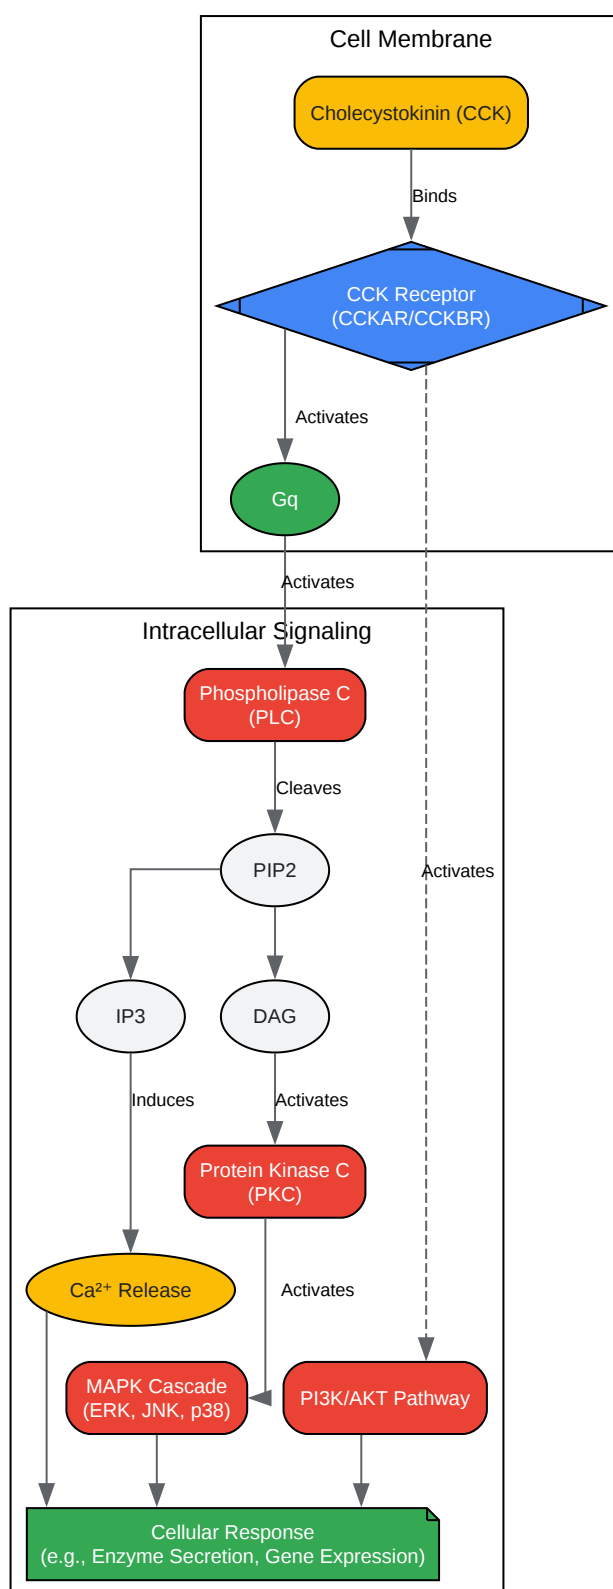 Cell Membrane
Cholecystokinin (CCK)
Binds
CCK Receptor
(CCKAR/CCKBR)
Activates
Gq
Activates
Intracellular Signaling
Phospholipase C
(PLC)
Cleaves
PIP2
Activates
IP3
DAG
Induces
Activates
Protein Kinase C
(PKC)
Ca²⁺ Release
Activates
MAPK Cascade
(ERK, JNK, p38)
PI3K/AKT Pathway
Cellular Response
(e.g., Enzyme Secretion, Gene Expression)